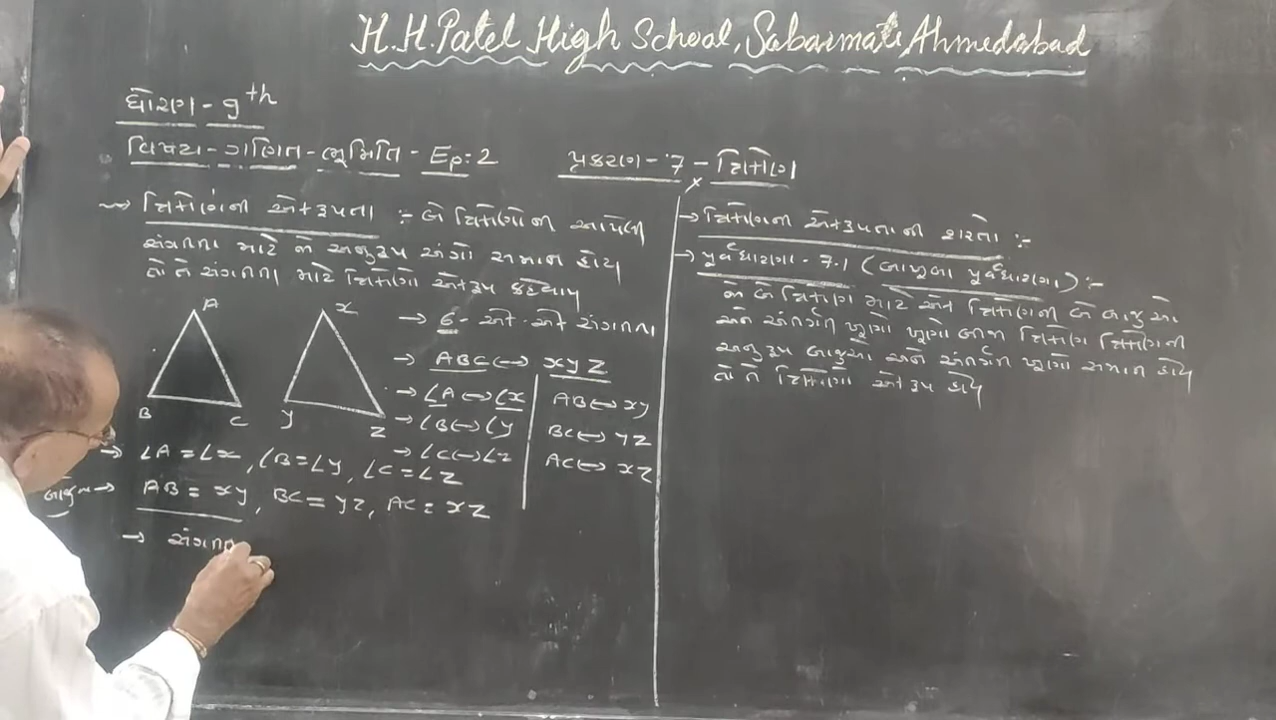 H.H.Patel High School, Sabarmati Ahmedabad
ધોરણ - 9th
વિષય - ગણિત - ભૂમિતિ - Ep: 2
પ્રકરણ - 7 - ત્રિકોણ
ત્રિકોણની એકરૂપતા :- બે ત્રિકોણોની આપેલી
સંગતતા માટે જો અનુરૂપ અંગો સમાન હોય
તો તે સંગતતા માટે ત્રિકોણો એકરૂપ કહેવાય
A
B C
X
Y Z
→ 6 - એક-એક સંગતતા
→ ABC ↔ XYZ
→ ∠A ↔ ∠X
→ ∠B ↔ ∠Y
→ ∠C ↔ ∠Z
AB ↔ XY
BC ↔ YZ
AC ↔ XZ
→ ∠A = ∠X, ∠B = ∠Y, ∠C = ∠Z
→ AB = XY, BC = YZ, AC = XZ
→ સંગતત
→ ત્રિકોણની એકરૂપતાની શરતો :-
→ પૂર્વધારણા - 7.1 (બાખૂબા પૂર્વધારણા) :-
જો બે ત્રિકોણ માટે એક ત્રિકોણની બે બાજુઓ
અને અંતર્ગત ખૂણો ખૂણો બીજા ત્રિકોણ ત્રિકોણની
અનુરૂપ બાજુઓ અને અંતર્ગત ખૂણા સમાન હોય
તો તે ત્રિકોણો એકરૂપ હોય